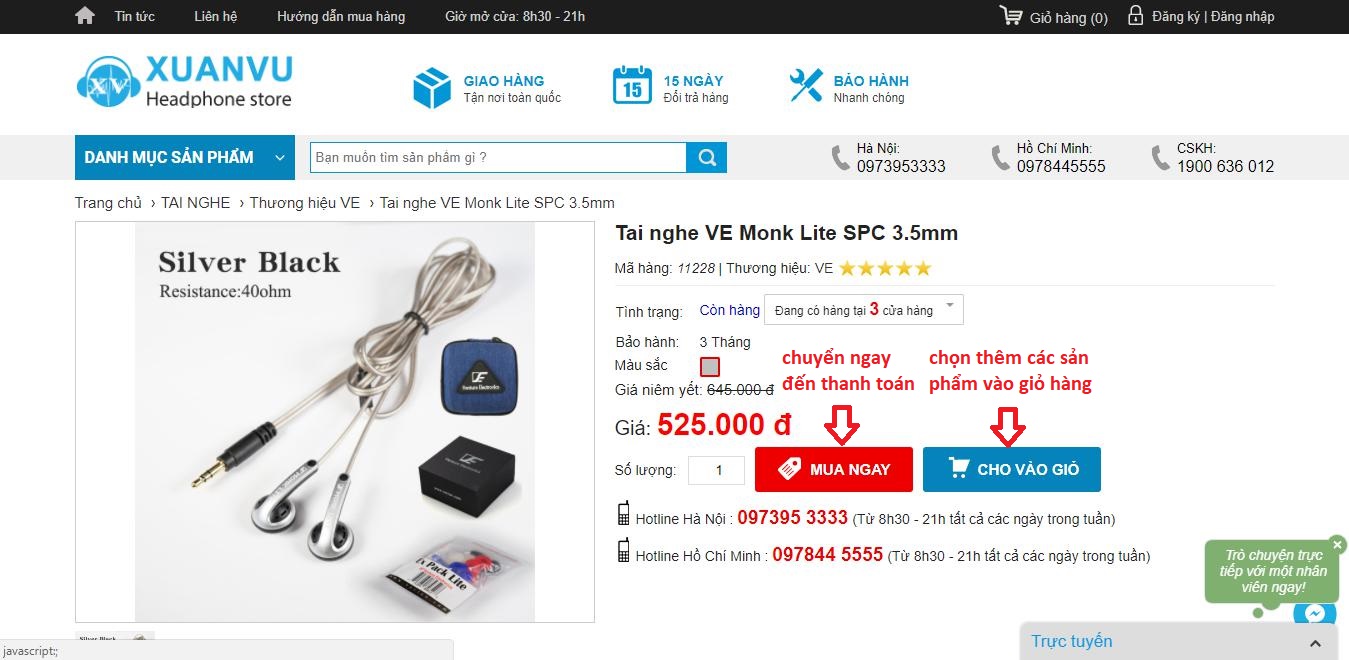 Tin tức
Liên hệ
Hướng dẫn mua hàng
Giờ mở cửa: 8h30 - 21h
Giỏ hàng (0)
Đăng ký | Đăng nhập
XUANVU
XV
Headphone store
GIAO HÀNG
Tận nơi toàn quốc
15
15 NGÀY
Đổi trả hàng
BẢO HÀNH
Nhanh chóng
DANH MỤC SẢN PHẨM
Bạn muốn tìm sản phẩm gì ?
Hà Nội:
0973953333
Hồ Chí Minh:
0978445555
CSKH:
1900 636 012
Trang chủ › TAI NGHE › Thương hiệu VE › Tai nghe VE Monk Lite SPC 3.5mm
Silver Black
Resistance:40ohm
VE
Venture Electronics
Ex Pack Lite
Tai nghe VE Monk Lite SPC 3.5mm
Mã hàng: 11228 | Thương hiệu: VE
Tình trạng: Còn hàng Đang có hàng tại 3 cửa hàng
Bảo hành: 3 Tháng
Màu sắc
Giá niêm yết: 645.000 đ
chuyển ngay
đến thanh toán
chọn thêm các sản
phẩm vào giỏ hàng
Giá: 525.000 đ
Số lượng: 1
MUA NGAY
CHO VÀO GIỎ
Hotline Hà Nội : 097395 3333 (Từ 8h30 - 21h tất cả các ngày trong tuần)
Hotline Hồ Chí Minh : 097844 5555 (Từ 8h30 - 21h tất cả các ngày trong tuần)
Trò chuyện trực
tiếp với một nhân
viên ngay!
Trực tuyến
Silver Black
javascript:;